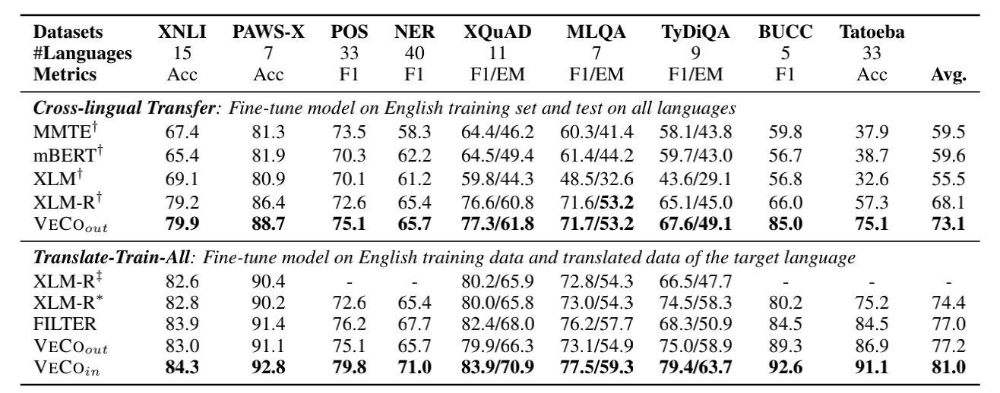 Datasets XNLI PAWS-X POS NER XQuAD MLQA TyDiQA BUCC Tatoeba
#Languages 15 7 33 40 11 7 9 5 33
Metrics Acc Acc F1 F1 F1/EM F1/EM F1/EM F1 Acc Avg.
Cross-lingual Transfer: Fine-tune model on English training set and test on all languages
MMTE† 67.4 81.3 73.5 58.3 64.4/46.2 60.3/41.4 58.1/43.8 59.8 37.9 59.5
mBERT† 65.4 81.9 70.3 62.2 64.5/49.4 61.4/44.2 59.7/43.0 56.7 38.7 59.6
XLM† 69.1 80.9 70.1 61.2 59.8/44.3 48.5/32.6 43.6/29.1 56.8 32.6 55.5
XLM-R† 79.2 86.4 72.6 65.4 76.6/60.8 71.6/53.2 65.1/45.0 66.0 57.3 68.1
VECOout 79.9 88.7 75.1 65.7 77.3/61.8 71.7/53.2 67.6/49.1 85.0 75.1 73.1
Translate-Train-All: Fine-tune model on English training data and translated data of the target language
XLM-R‡ 82.6 90.4 - - 80.2/65.9 72.8/54.3 66.5/47.7 - - -
XLM-R* 82.8 90.2 72.6 65.4 80.0/65.8 73.0/54.3 74.5/58.3 80.2 75.2 74.4
FILTER 83.9 91.4 76.2 67.7 82.4/68.0 76.2/57.7 68.3/50.9 84.5 84.5 77.0
VECOout 83.0 91.1 75.1 65.7 79.9/66.3 73.1/54.9 75.0/58.9 89.3 86.9 77.2
VECOin 84.3 92.8 79.8 71.0 83.9/70.9 77.5/59.3 79.4/63.7 92.6 91.1 81.0